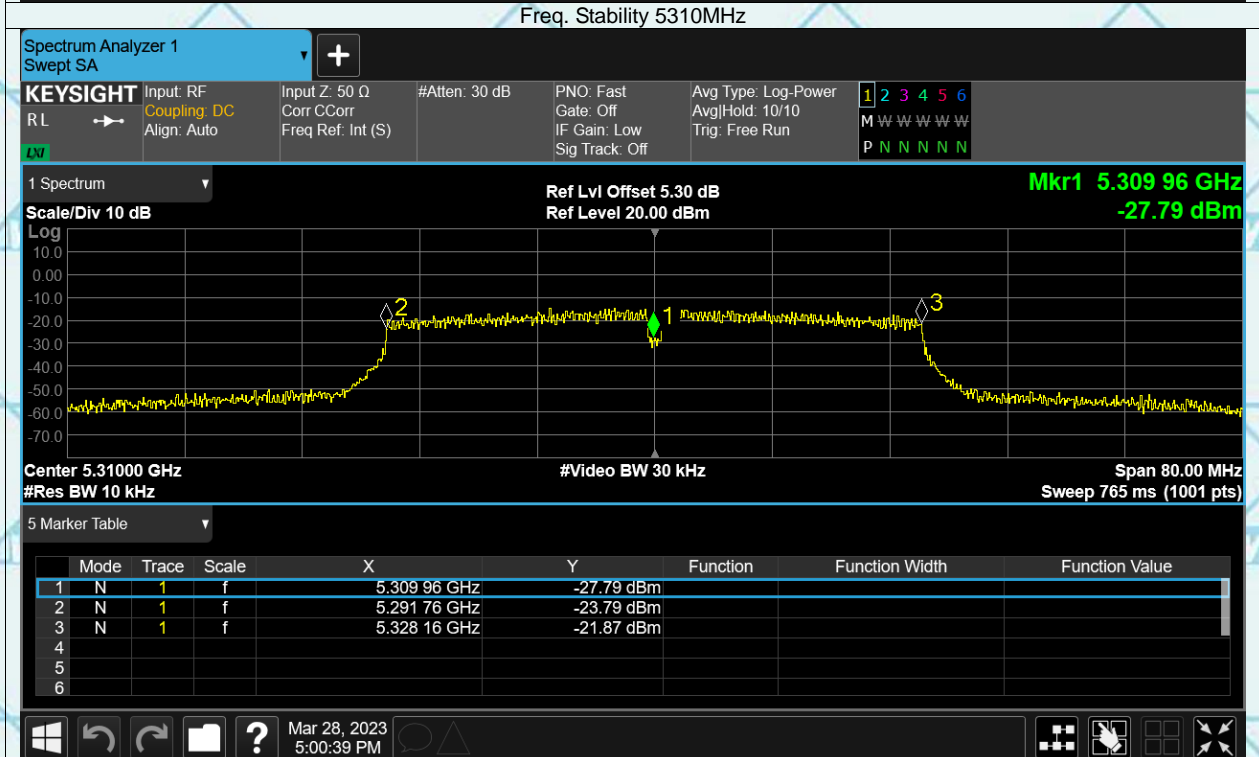 Freq. Stability 5310MHz
Spectrum Analyzer 1
Swept SA
KEYSIGHT
R L
LXI
Input: RF
Coupling: DC
Align: Auto
Input Z: 50 Ω
Corr CCorr
Freq Ref: Int (S)
#Atten: 30 dB
PNO: Fast
Gate: Off
IF Gain: Low
Sig Track: Off
Avg Type: Log-Power
Avg|Hold: 10/10
Trig: Free Run
1 2 3 4 5 6
M W W W W W
P N N N N N
1 Spectrum
Scale/Div 10 dB
Ref Lvl Offset 5.30 dB
Ref Level 20.00 dBm
Mkr1 5.309 96 GHz
-27.79 dBm
Log
10.0
0.00
-10.0
-20.0
-30.0
-40.0
-50.0
-60.0
-70.0
2
1
3
Center 5.31000 GHz
#Video BW 30 kHz
Span 80.00 MHz
#Res BW 10 kHz
Sweep 765 ms (1001 pts)
5 Marker Table
Mode Trace Scale X Y Function Function Width Function Value
1 N 1 f 5.309 96 GHz -27.79 dBm
2 N 1 f 5.291 76 GHz -23.79 dBm
3 N 1 f 5.328 16 GHz -21.87 dBm
4
5
6
?
Mar 28, 2023
5:00:39 PM